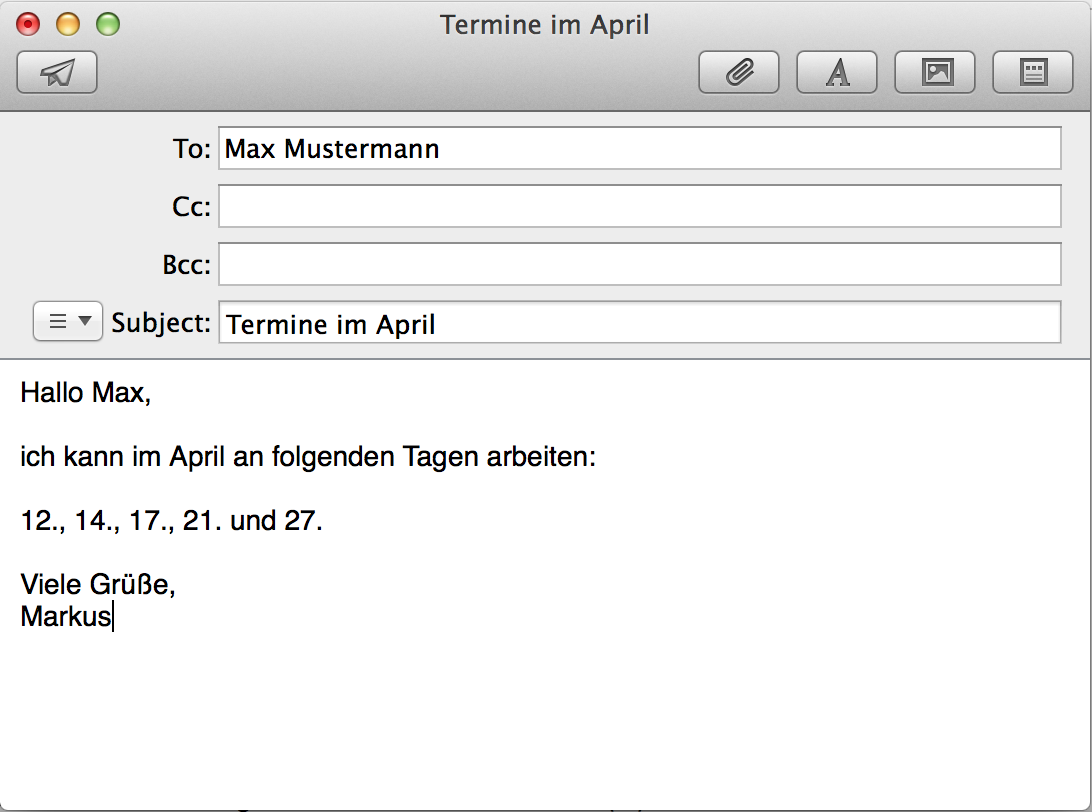 Termine im April
To: Max Mustermann
Cc:
Bcc:
Subject: Termine im April
Hallo Max,
ich kann im April an folgenden Tagen arbeiten:
12., 14., 17., 21. und 27.
Viele Grüße,
Markus